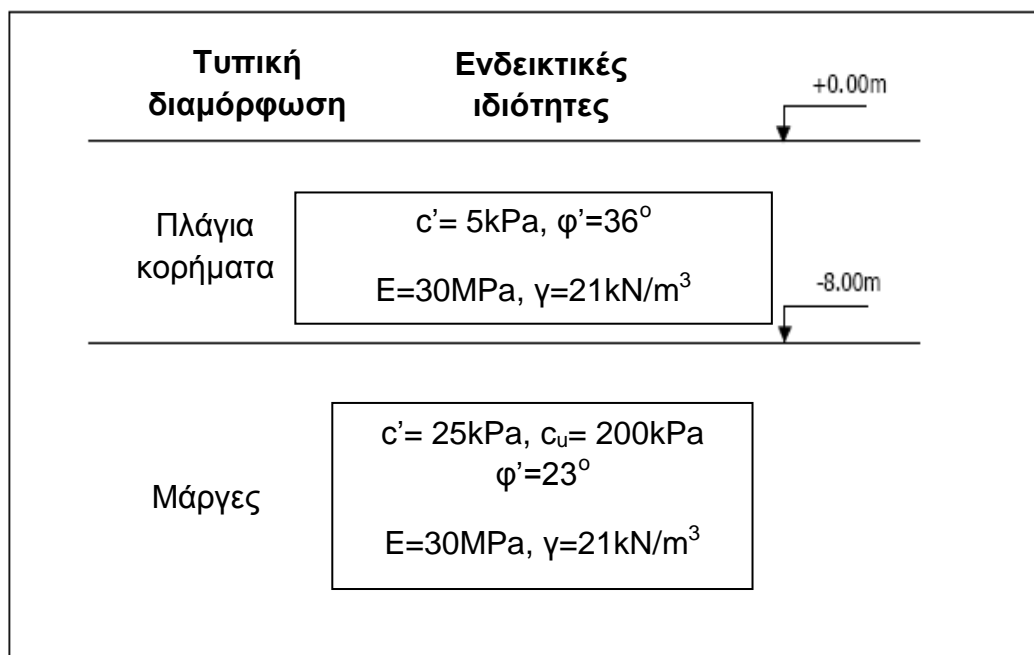 Τυπική
διαμόρφωση
Ενδεικτικές
ιδιότητες
+0.00m
Πλάγια
κορήματα
c’= 5kPa, φ’=36°
E=30MPa, γ=21kN/m³
-8.00m
Μάργες
c’= 25kPa, cᵤ= 200kPa
φ’=23°
E=30MPa, γ=21kN/m³